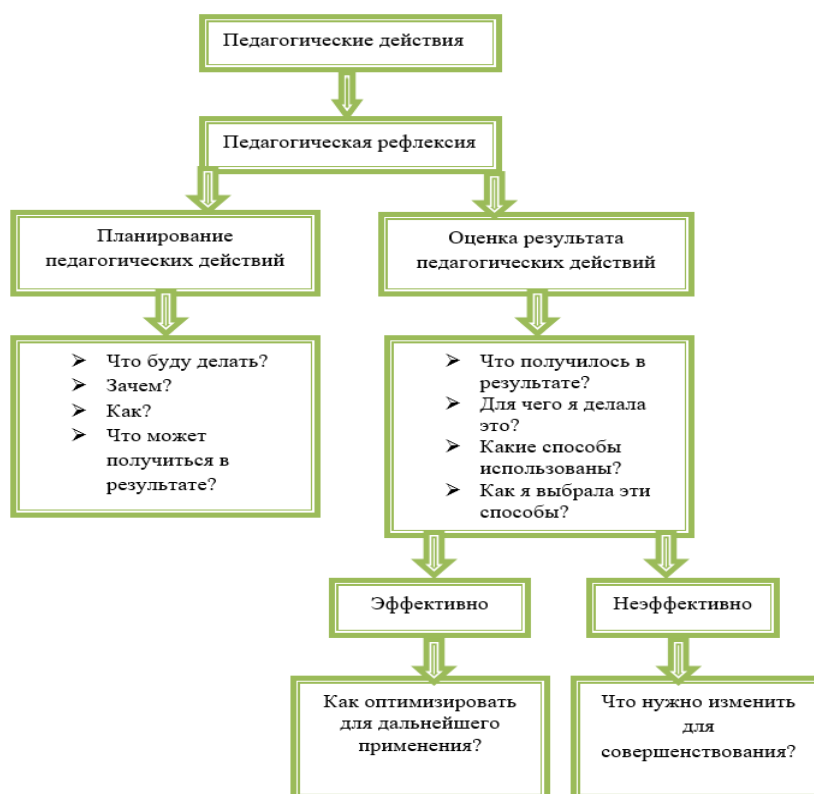 Педагогические действия
Педагогическая рефлексия
Планирование
педагогических действий
Оценка результата
педагогических действий
➢ Что буду делать?
➢ Зачем?
➢ Как?
➢ Что может
получиться в
результате?
➢ Что получилось в
результате?
➢ Для чего я делала
это?
➢ Какие способы
использованы?
➢ Как я выбрала эти
способы?
Эффективно
Неэффективно
Как оптимизировать
для дальнейшего
применения?
Что нужно изменить
для
совершенствования?